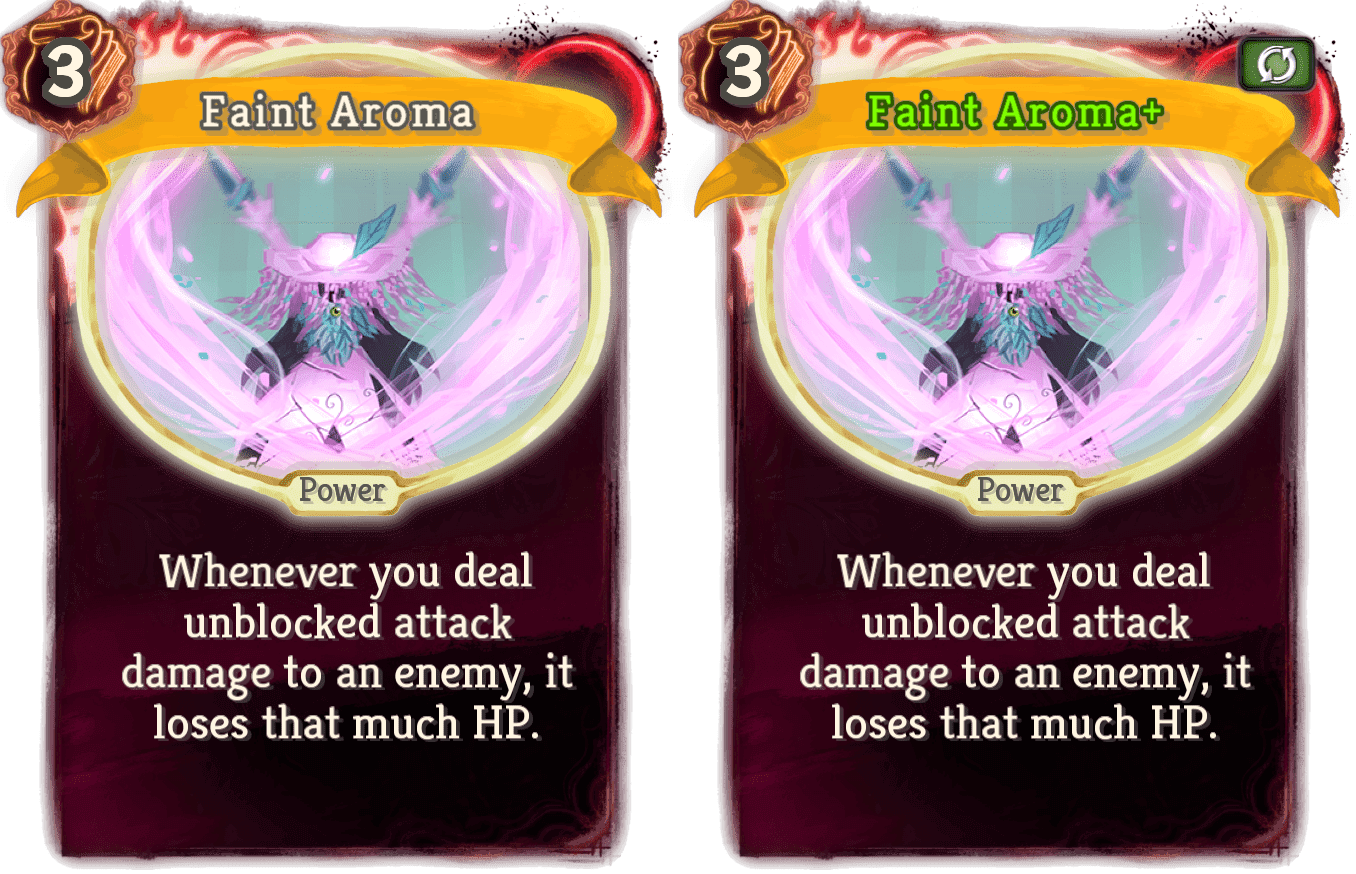 3
Faint Aroma
Power
Whenever you deal
unblocked attack
damage to an enemy, it
loses that much HP.
3
Faint Aroma+
Power
Whenever you deal
unblocked attack
damage to an enemy, it
loses that much HP.